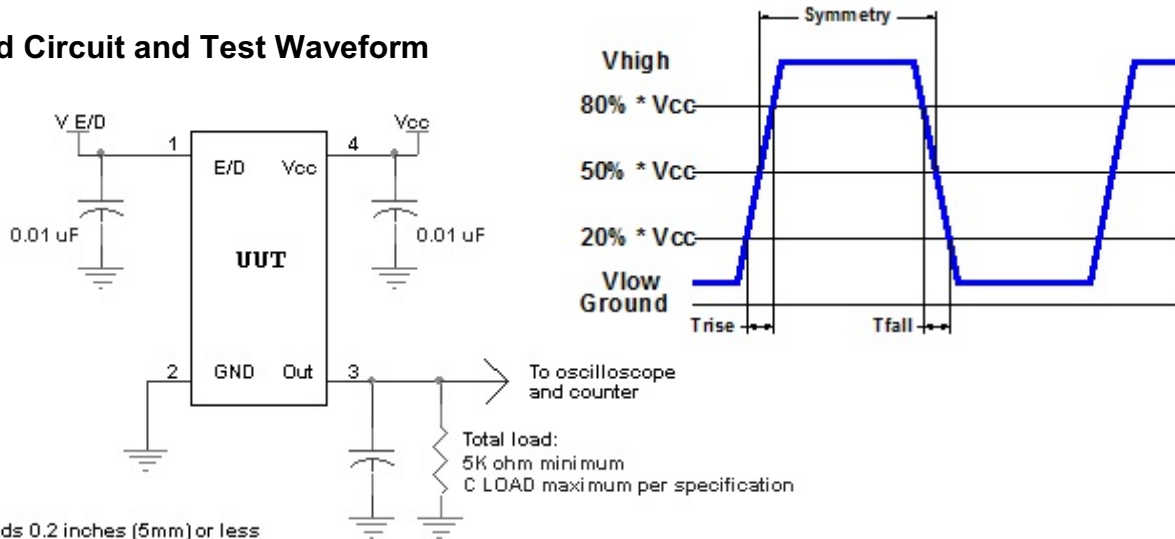 d Circuit and Test Waveform
V E/D
1
E/D
Vcc
4
Vcc
0.01 uF
0.01 uF
UUT
2
GND
Out
3
To oscilloscope
and counter
Total load:
5K ohm minimum
C LOAD maximum per specification
ds 0.2 inches (5mm) or less
Symmetry
Vhigh
80% * Vcc
50% * Vcc
20% * Vcc
Vlow
Ground
Trise
Tfall